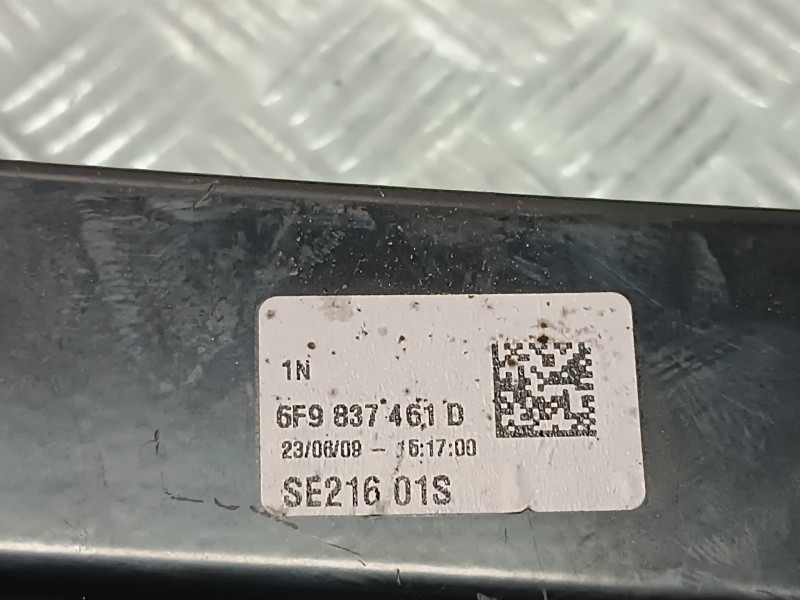 1N
6F9 837 461 D
23/06/09 - 15:17:00
SE216 01S